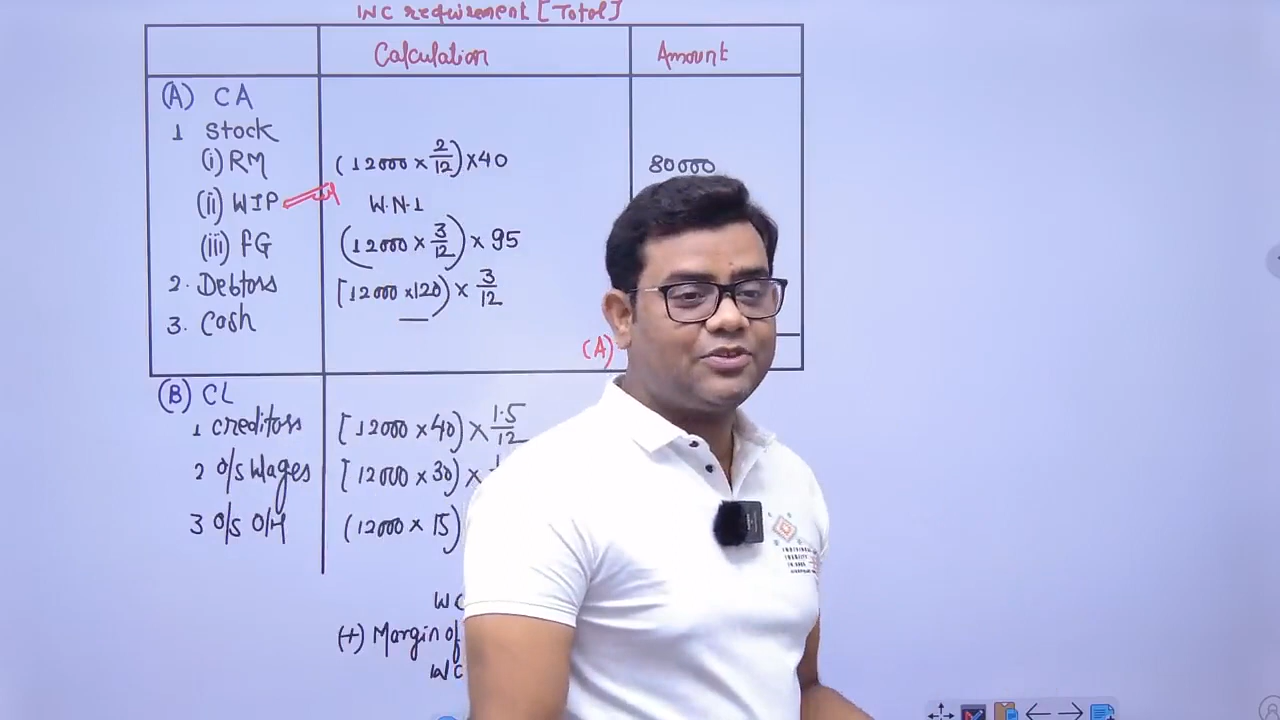 WC requirement [Total]
Calculation Amount
(A) CA
1 Stock
(i) RM (12000 × 2/12) × 40 80000
(ii) WIP W.N.1
(iii) FG (12000 × 3/12) × 95
2. Debtors [12000 × 120) × 3/12
3. Cash
(A)
(B) CL
1 Creditors [12000 × 40) × 1.5/12
2 O/S Wages [12000 × 30) ×
3 O/S O/H (12000 × 15)
WC
(+) Margin of
WC